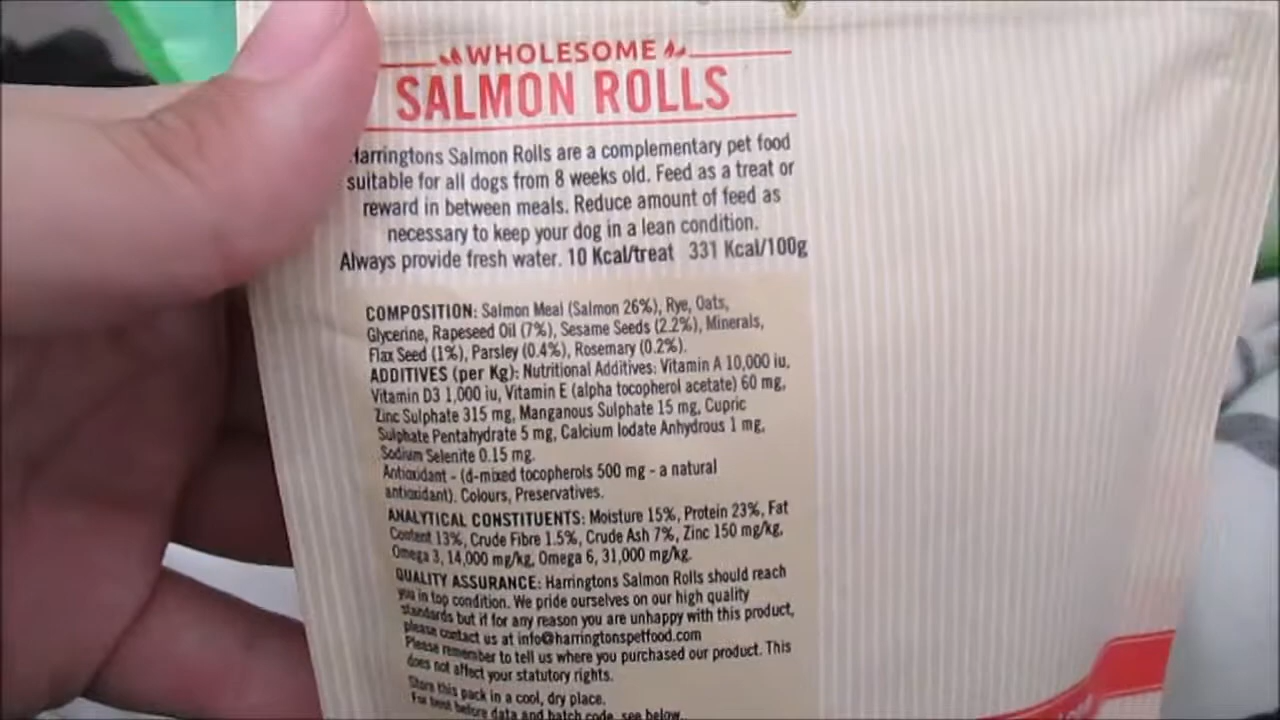 WHOLESOME
SALMON ROLLS
Harringtons Salmon Rolls are a complementary pet food
suitable for all dogs from 8 weeks old. Feed as a treat or
reward in between meals. Reduce amount of feed as
necessary to keep your dog in a lean condition.
Always provide fresh water. 10 Kcal/treat 331 Kcal/100g
COMPOSITION: Salmon Meal (Salmon 26%), Rye, Oats,
Glycerine, Rapeseed Oil (7%), Sesame Seeds (2.2%), Minerals,
Flax Seed (1%), Parsley (0.4%), Rosemary (0.2%).
ADDITIVES (per Kg): Nutritional Additives: Vitamin A 10,000 iu,
Vitamin D3 1,000 iu, Vitamin E (alpha tocopherol acetate) 60 mg,
Zinc Sulphate 315 mg, Manganous Sulphate 15 mg, Cupric
Sulphate Pentahydrate 5 mg, Calcium Iodate Anhydrous 1 mg,
Sodium Selenite 0.15 mg.
Antioxidant - (d-mixed tocopherols 500 mg - a natural
antioxidant). Colours, Preservatives.
ANALYTICAL CONSTITUENTS: Moisture 15%, Protein 23%, Fat
Content 13%, Crude Fibre 1.5%, Crude Ash 7%, Zinc 150 mg/kg,
Omega 3, 14,000 mg/kg, Omega 6, 31,000 mg/kg.
QUALITY ASSURANCE: Harringtons Salmon Rolls should reach
you in top condition. We pride ourselves on our high quality
standards but if for any reason you are unhappy with this product,
please contact us at info@harringtonspetfood.com
Please remember to tell us where you purchased our product. This
does not affect your statutory rights.
Store this pack in a cool, dry place.
For best before data and batch code, see below.